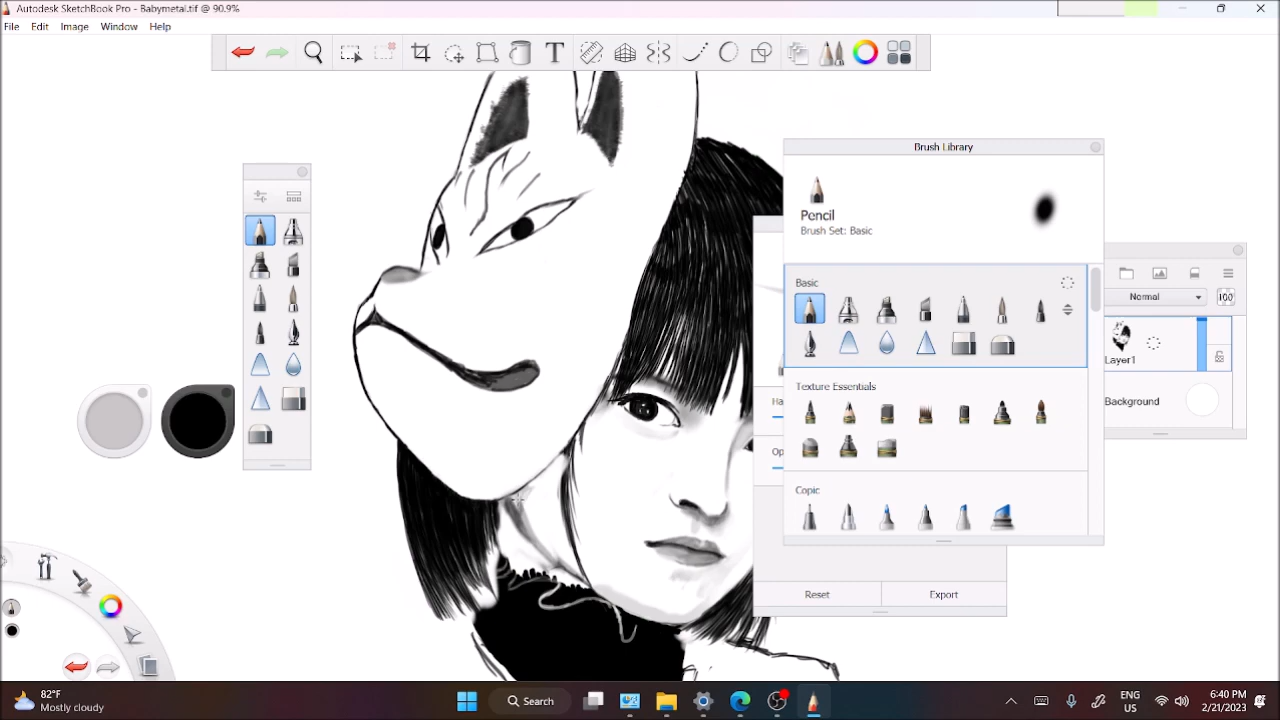 Autodesk SketchBook Pro - Babymetal.tif @ 90.9%
File Edit Image Window Help
Brush Library
Pencil
Brush Set: Basic
Basic
Normal
100
Layer1
Texture Essentials
Background
Ha
Op
Copic
Reset Export
82°F
Mostly cloudy
Search
ENG
US
6:40 PM
2/21/2023